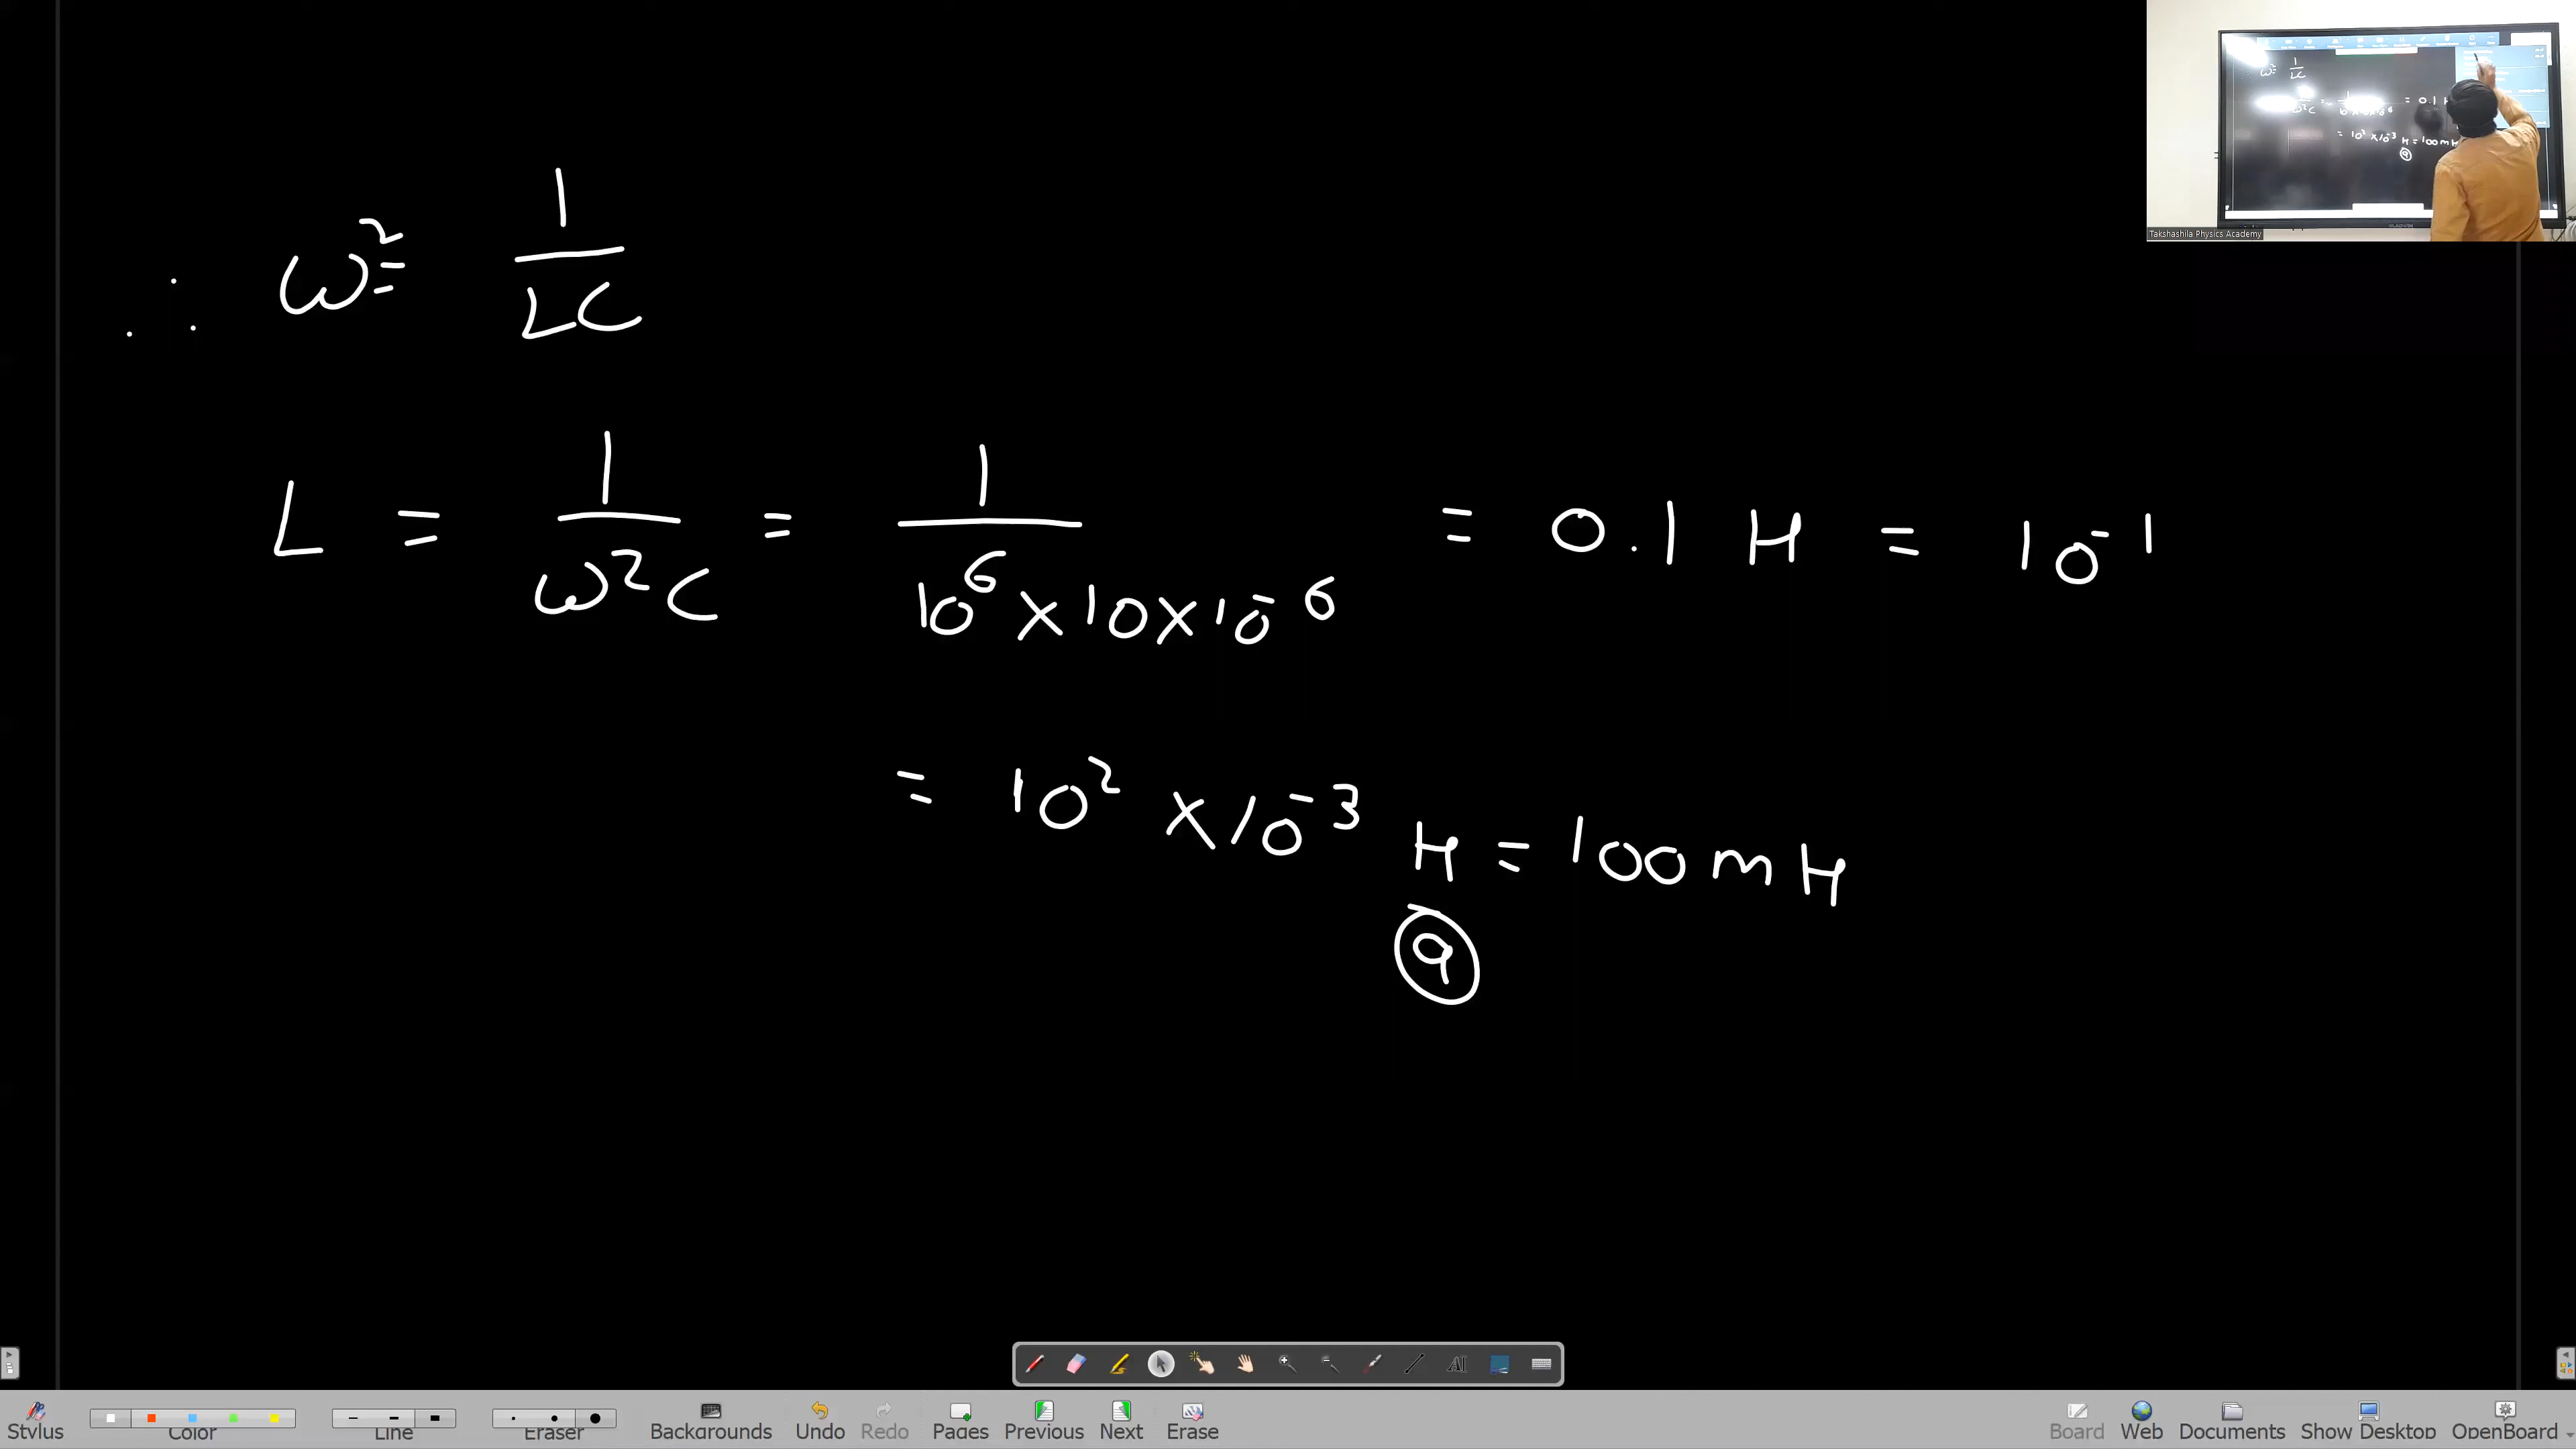 ∴ ω² = 1/LC
L = 1/ω²C = 1/10⁶×10×10⁻⁶ = 0.1 H = 10⁻¹
= 10² ×10⁻³ H = 100 m H
a
Takshashila Physics Academy
Stylus Color Line Eraser Backgrounds Undo Redo Pages Previous Next Erase Board Web Documents Show Desktop OpenBoard